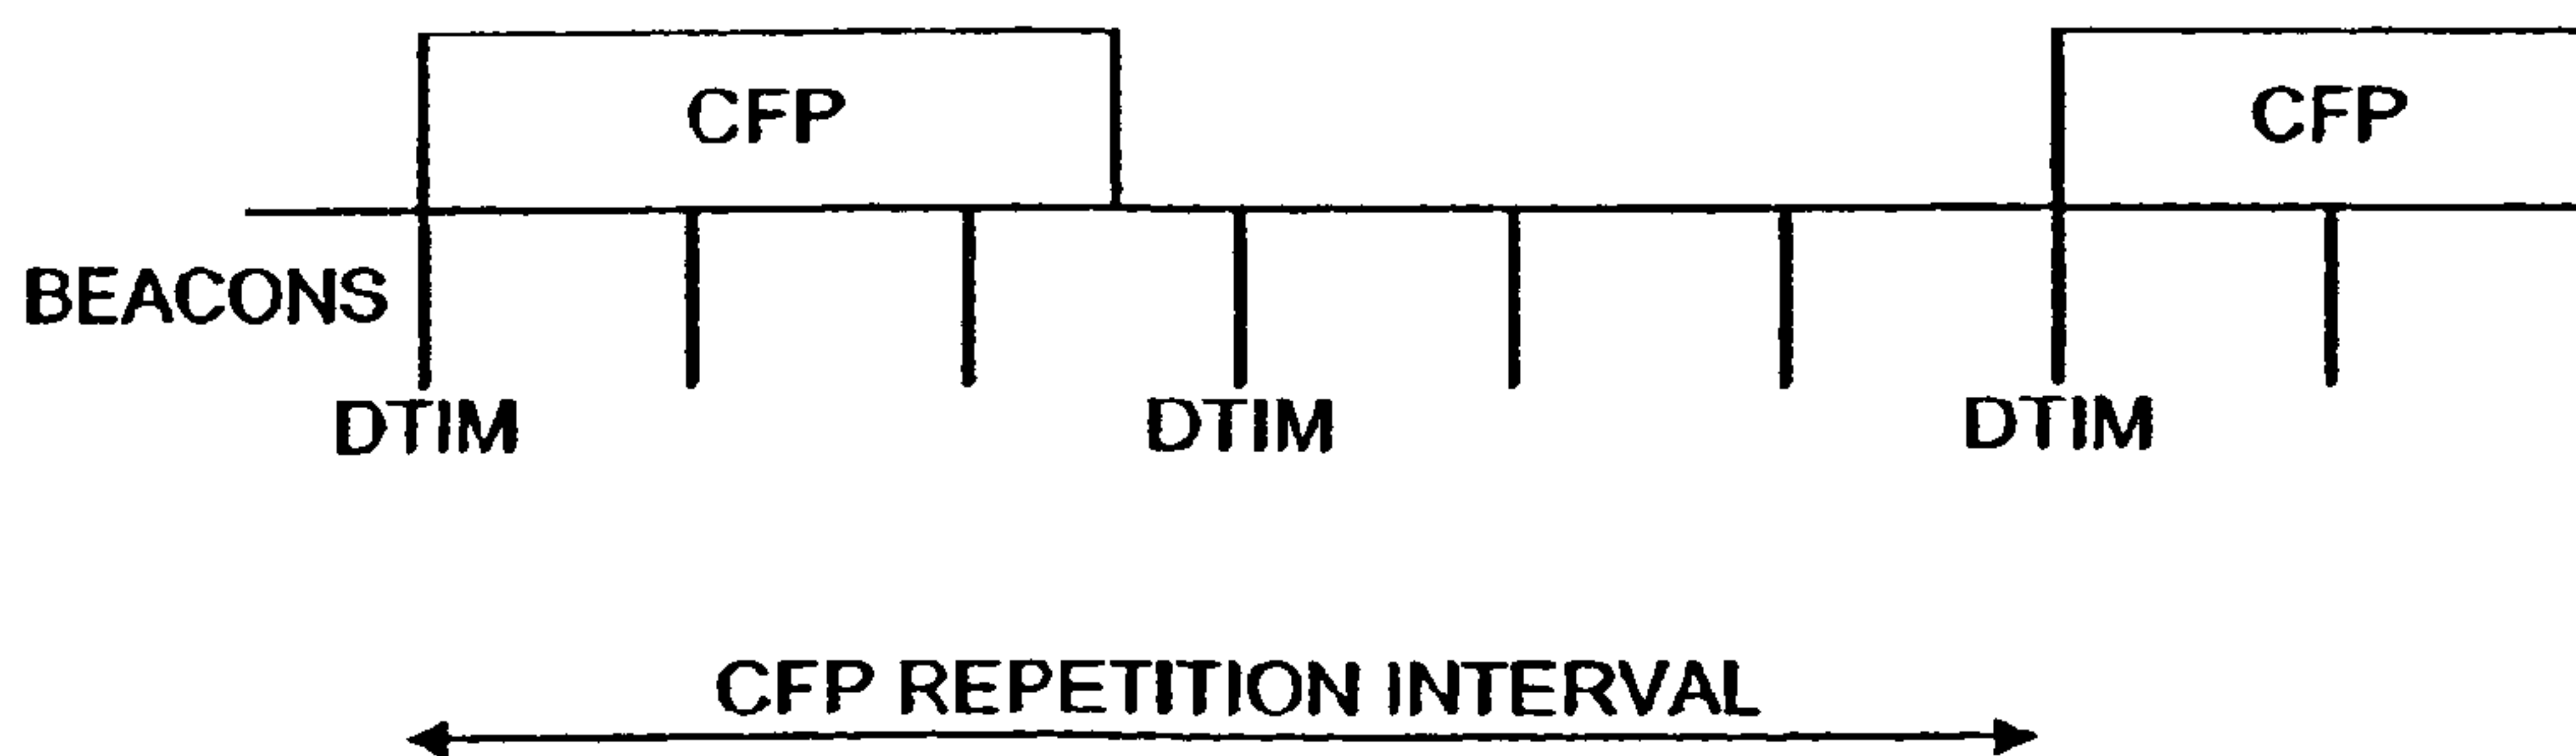 CFP
CFP
BEACONS
DTIM
DTIM
DTIM
CFP REPETITION INTERVAL